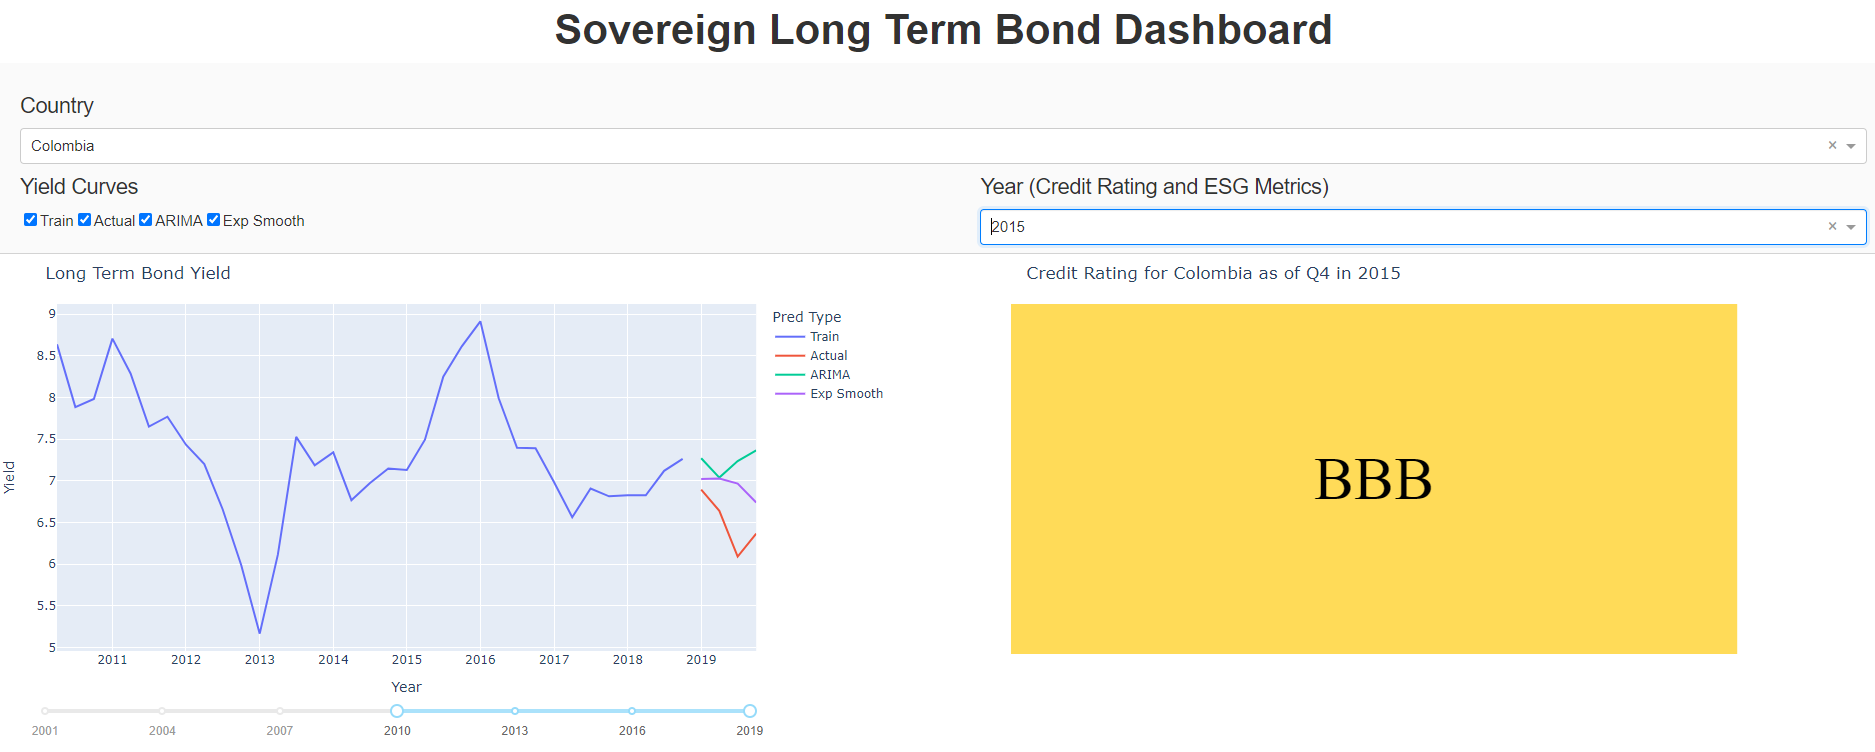 Sovereign Long Term Bond Dashboard
Country
Colombia
Yield Curves
Train Actual ARIMA Exp Smooth
Year (Credit Rating and ESG Metrics)
2015
Long Term Bond Yield
9
8.5
8
7.5
7
6.5
6
5.5
5
Yield
2011 2012 2013 2014 2015 2016 2017 2018 2019
Year
Pred Type
Train
Actual
ARIMA
Exp Smooth
2001 2004 2007 2010 2013 2016 2019
Credit Rating for Colombia as of Q4 in 2015
BBB